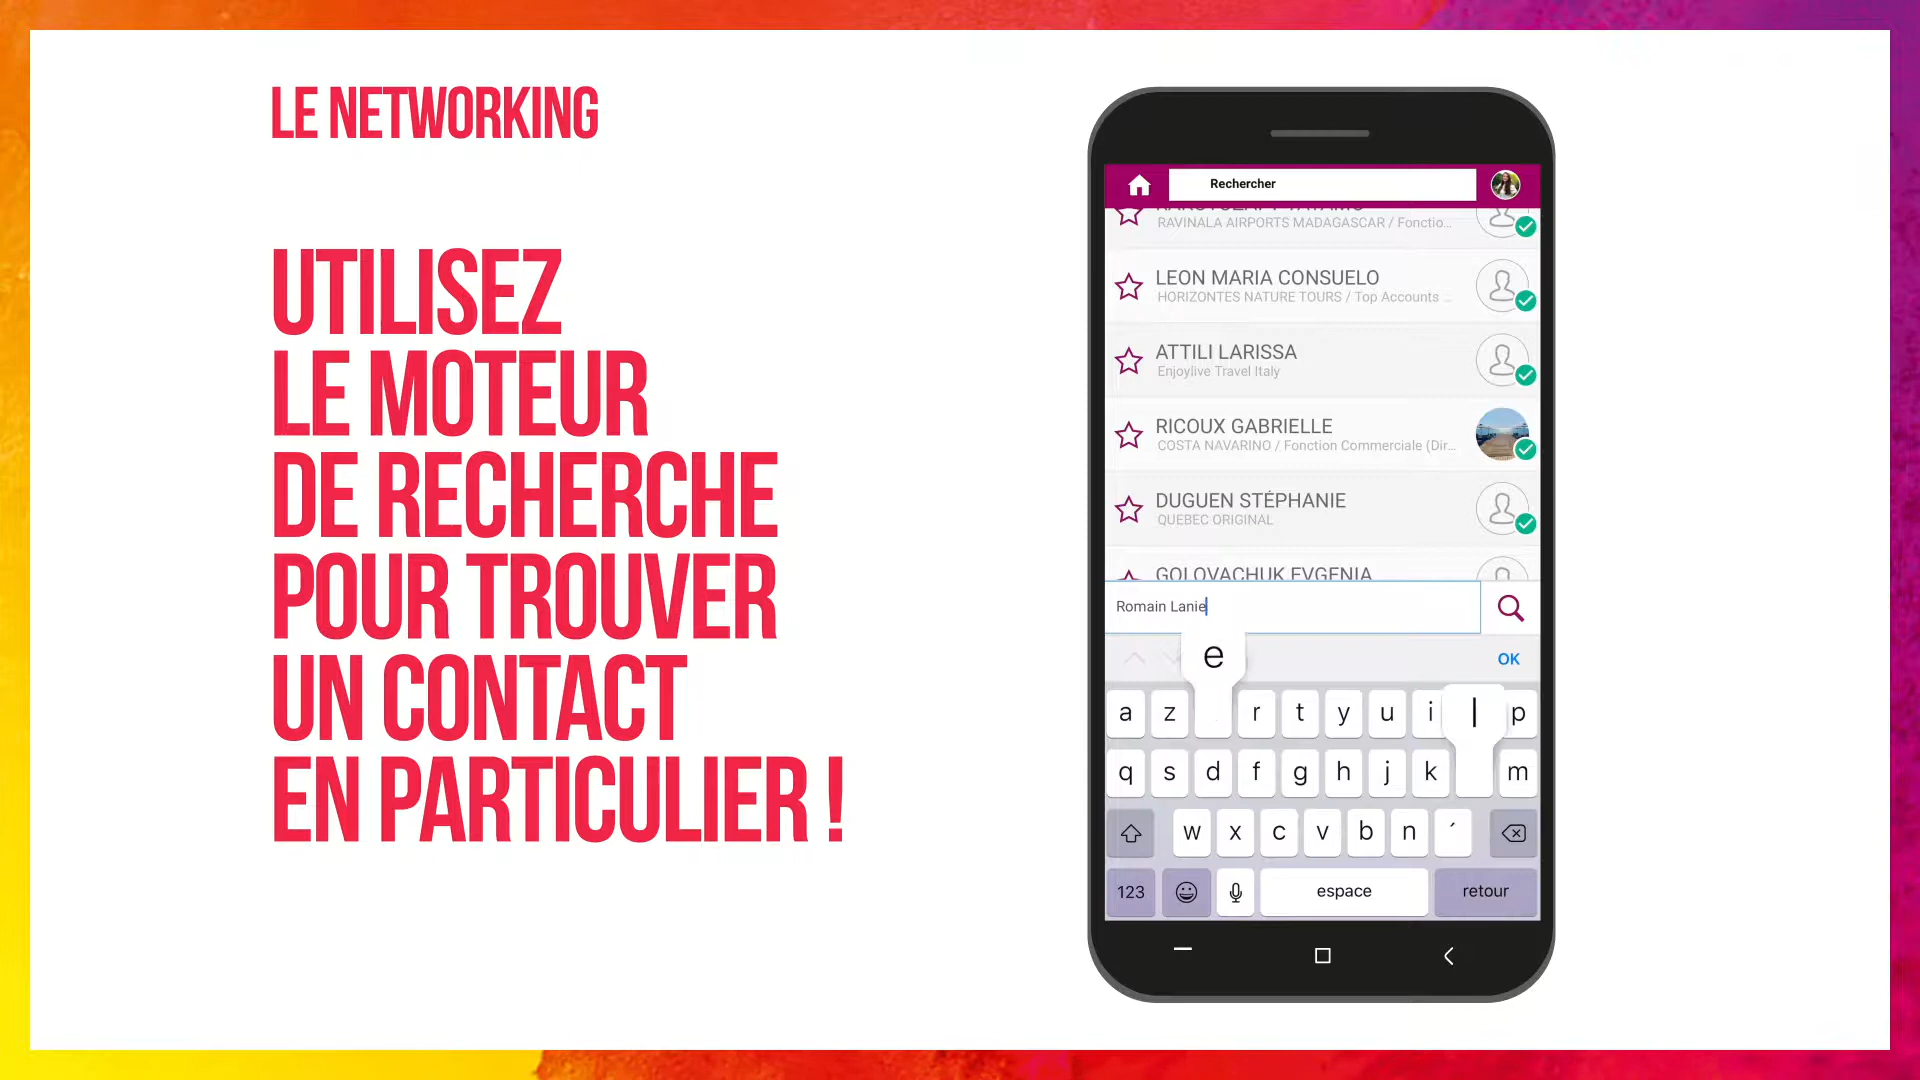 LE NETWORKING
UTILISEZ
LE MOTEUR
DE RECHERCHE
POUR TROUVER
UN CONTACT
EN PARTICULIER !
Rechercher
RAVINALA AIRPORTS MADAGASCAR / Fonctio...
LEON MARIA CONSUELO
HORIZONTES NATURE TOURS / Top Accounts ...
ATTILI LARISSA
Enjoylive Travel Italy
RICOUX GABRIELLE
COSTA NAVARINO / Fonction Commerciale (Dir...
DUGUEN STÉPHANIE
QUEBEC ORIGINAL
GOLOVACHUK EVGENIA
Romain Lanie
e
OK
a z r t y u i l p
q s d f g h j k m
w x c v b n ´
123 espace retour